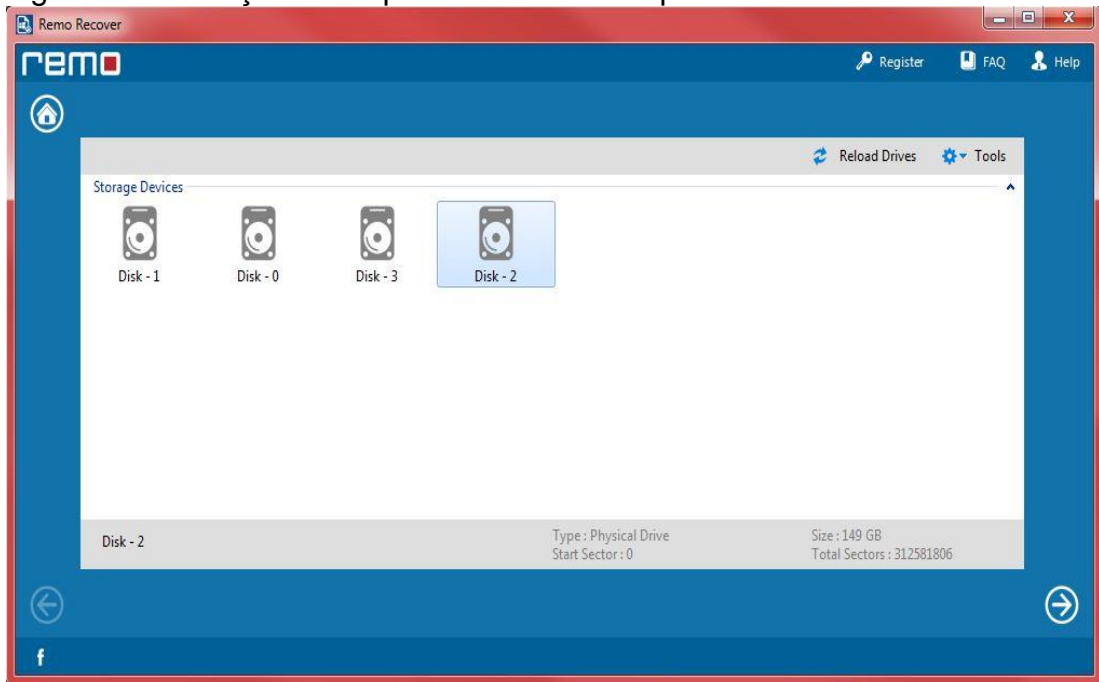 Remo Recover
remo
Register FAQ Help
Reload Drives Tools
Storage Devices
Disk - 1 Disk - 0 Disk - 3 Disk - 2
Disk - 2 Type : Physical Drive Size : 149 GB
Start Sector : 0 Total Sectors : 312581806
f